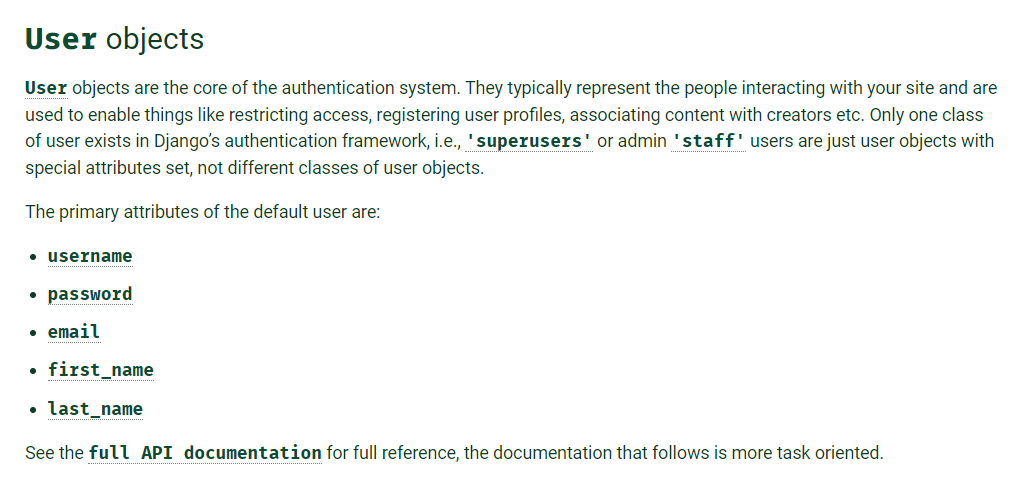 User objects
User objects are the core of the authentication system. They typically represent the people interacting with your site and are
used to enable things like restricting access, registering user profiles, associating content with creators etc. Only one class
of user exists in Django’s authentication framework, i.e., 'superusers' or admin 'staff' users are just user objects with
special attributes set, not different classes of user objects.
The primary attributes of the default user are:
• username
• password
• email
• first_name
• last_name
See the full API documentation for full reference, the documentation that follows is more task oriented.